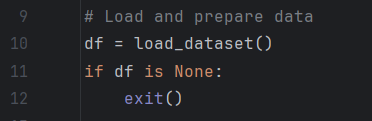 9 # Load and prepare data
10 df = load_dataset()
11 if df is None:
12     exit()